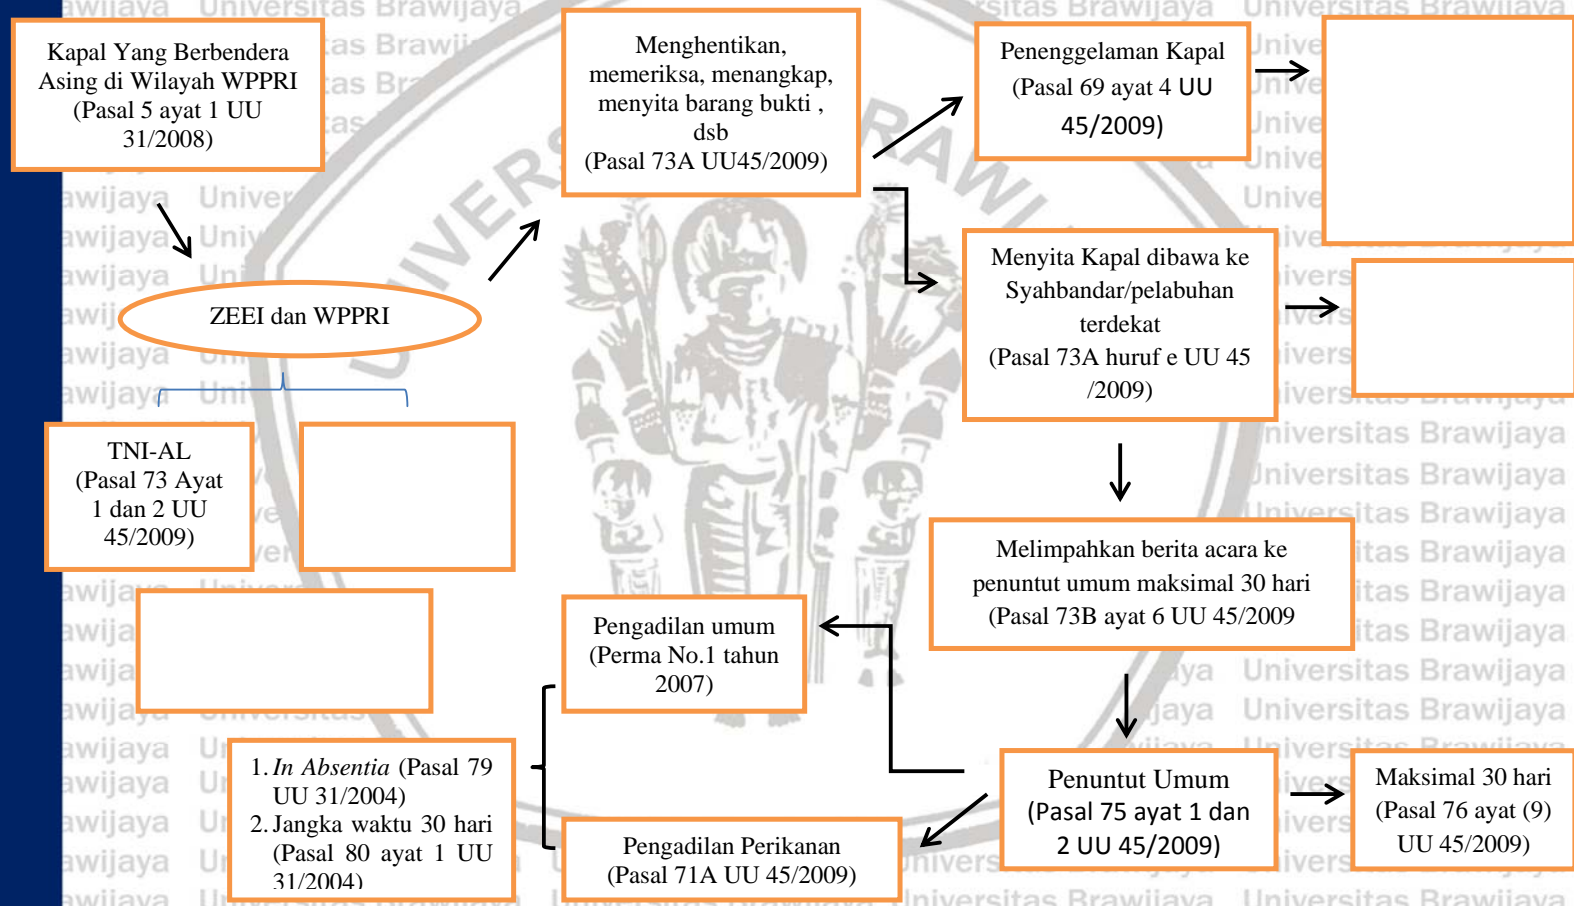 Kapal Yang Berbendera
Asing di Wilayah WPPRI
(Pasal 5 ayat 1 UU
31/2008)
ZEEI dan WPPRI
TNI-AL
(Pasal 73 Ayat
1 dan 2 UU
45/2009)
Menghentikan,
memeriksa, menangkap,
menyita barang bukti ,
dsb
(Pasal 73A UU45/2009)
Penenggelaman Kapal
(Pasal 69 ayat 4 UU
45/2009)
Menyita Kapal dibawa ke
Syahbandar/pelabuhan
terdekat
(Pasal 73A huruf e UU 45
/2009)
Melimpahkan berita acara ke
penuntut umum maksimal 30 hari
(Pasal 73B ayat 6 UU 45/2009
Penuntut Umum
(Pasal 75 ayat 1 dan
2 UU 45/2009)
Maksimal 30 hari
(Pasal 76 ayat (9)
UU 45/2009)
Pengadilan umum
(Perma No.1 tahun
2007)
Pengadilan Perikanan
(Pasal 71A UU 45/2009)
1. In Absentia (Pasal 79
UU 31/2004)
2. Jangka waktu 30 hari
(Pasal 80 ayat 1 UU
31/2004)
Universitas Brawijaya